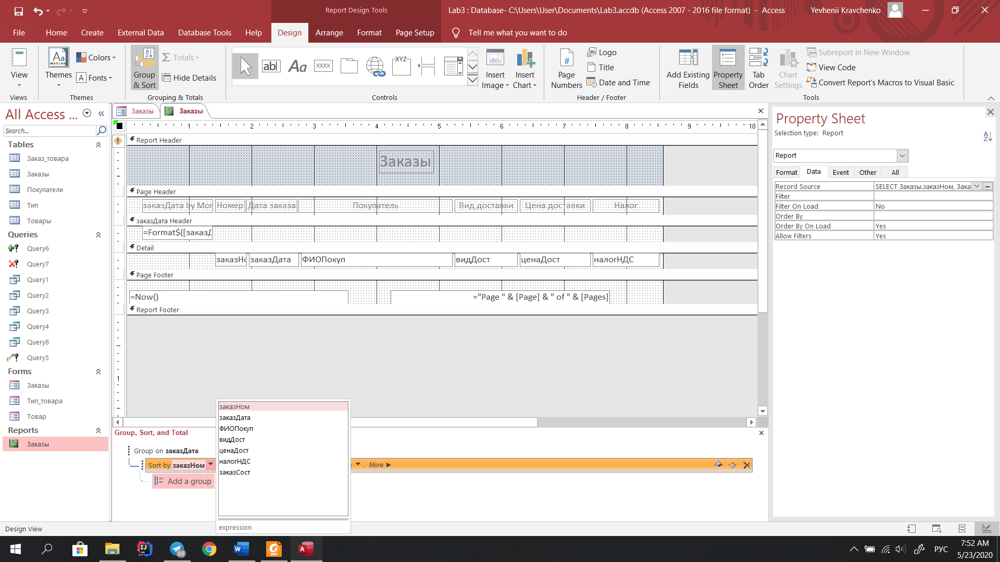 Report Design Tools
Lab3 : Database- C:\Users\User\Documents\Lab3.accdb (Access 2007 - 2016 file format) - Access
Yevhenii Kravchenko
File
Home
Create
External Data
Database Tools
Help
Design
Arrange
Format
Page Setup
Tell me what you want to do
View
Views
Themes
Colors
Fonts
Themes
Group & Sort
Totals
Hide Details
Grouping & Totals
ab|
Aa
XXXX
XYZ
Controls
Insert Image
Insert Chart
Page Numbers
Logo
Title
Date and Time
Header / Footer
Add Existing Fields
Property Sheet
Tab Order
Chart Settings
Subreport in New Window
View Code
Convert Report's Macros to Visual Basic
Tools
All Access ...
Search...
Tables
Заказ_товара
Заказы
Покупатели
Тип
Товары
Queries
Query6
Query7
Query1
Query2
Query3
Query4
Query8
Query5
Forms
Заказы
Тип_товара
Товар
Reports
Заказы
Заказы
Заказы
1 2 3 4 5 6 7 8 9 10
Report Header
Заказы
Page Header
заказДата by Mor
Номер
Дата заказа
Покупатель
Вид доставки
Цена доставки
Налог
заказДата Header
=Format$([заказД
Detail
заказНо
заказДата
ФИОПокуп
видДост
ценаДост
налогНДС
Page Footer
=Now()
="Page " & [Page] & " of " & [Pages]
Report Footer
1
Group, Sort, and Total
Group on заказДата
Sort by заказНом
More
Add a group
заказНом
заказДата
ФИОПокуп
видДост
ценаДост
налогНДС
заказСост
expression
Property Sheet
Selection type: Report
Report
Format
Data
Event
Other
All
Record Source
SELECT Заказы.заказНом, Зака
Filter
Filter On Load
No
Order By
Order By On Load
Yes
Allow Filters
Yes
Design View
88
РУС
7:52 AM
5/23/2020